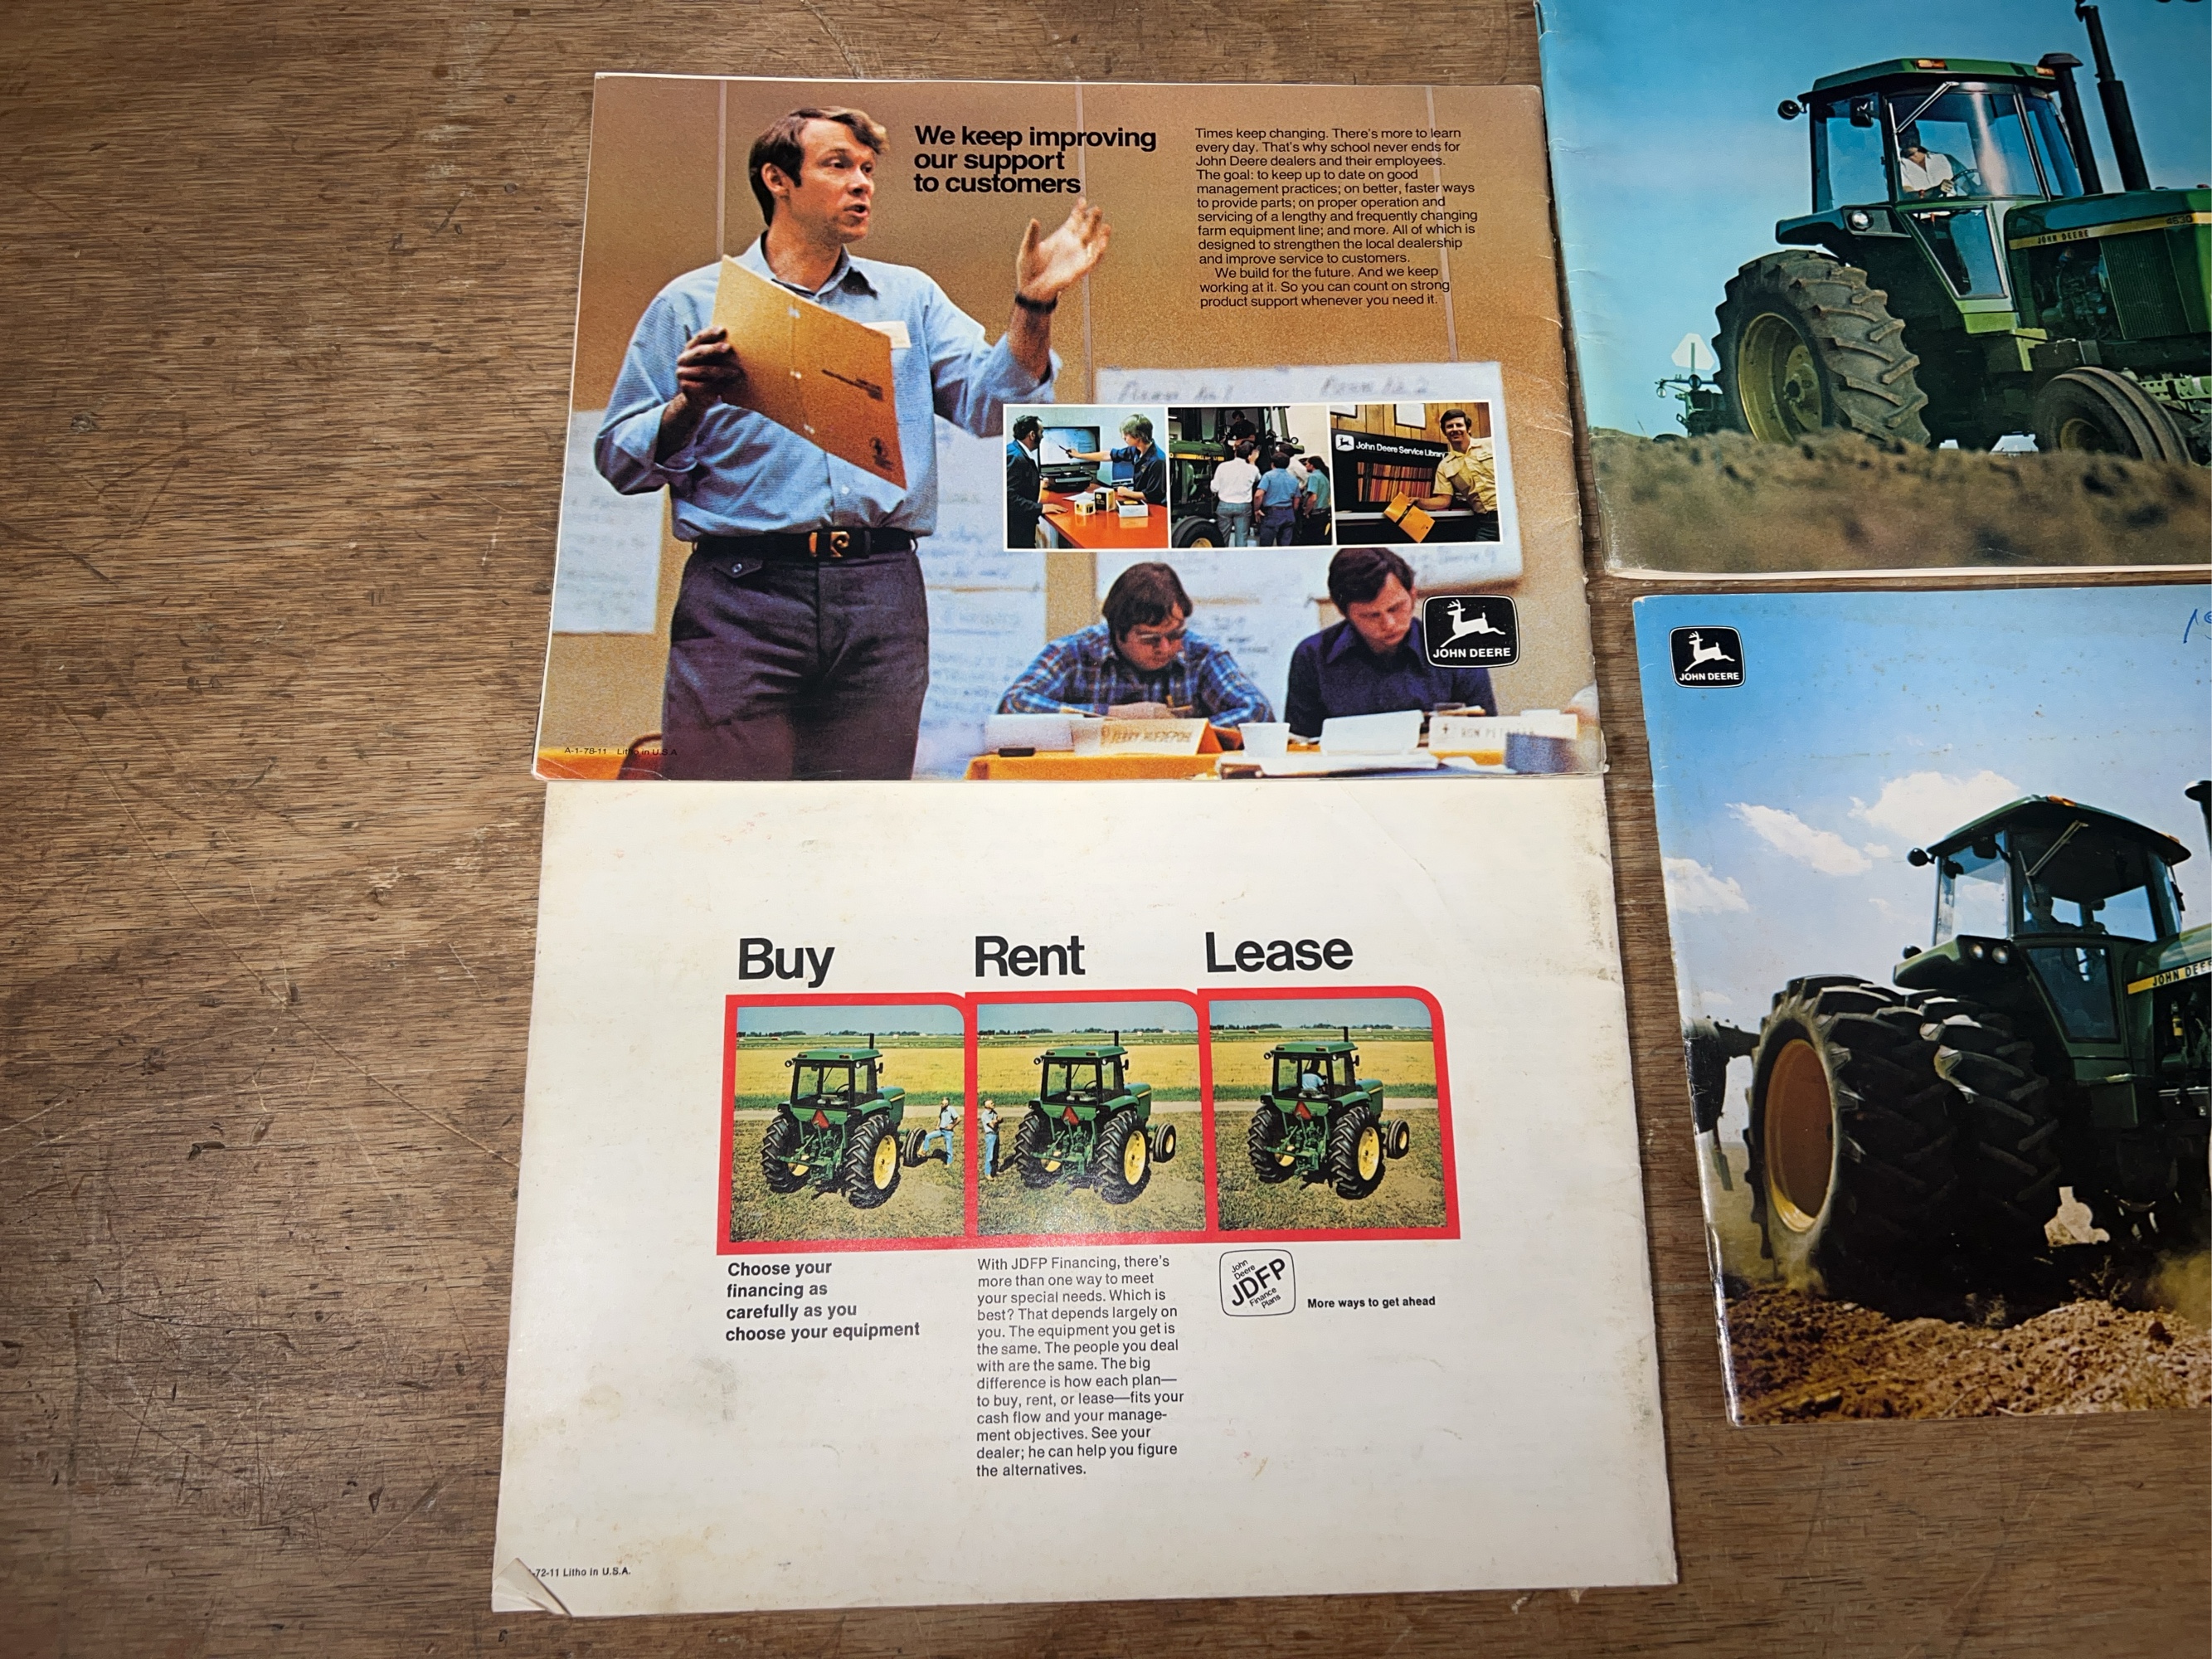 We keep improving
our support
to customers
Times keep changing. There's more to learn
every day. That's why school never ends for
John Deere dealers and their employees.
The goal: to keep up to date on good
management practices; on better, faster ways
to provide parts; on proper operation and
servicing of a lengthy and frequently changing
farm equipment line; and more. All of which is
designed to strengthen the local dealership
and improve service to customers.
We build for the future. And we keep
working at it. So you can count on strong
product support whenever you need it.
John Deere Service Library
JOHN DEERE
A-1-78-11 Litho in U.S.A.
JOHN DEERE
4630
JOHN DEERE
JOHN DEERE
Buy
Rent
Lease
Choose your
financing as
carefully as you
choose your equipment
With JDFP Financing, there's
more than one way to meet
your special needs. Which is
best? That depends largely on
you. The equipment you get is
the same. The people you deal
with are the same. The big
difference is how each plan—
to buy, rent, or lease—fits your
cash flow and your manage-
ment objectives. See your
dealer; he can help you figure
the alternatives.
John
Deere
JDFP
Finance
Plans
More ways to get ahead
-72-11 Litho in U.S.A.